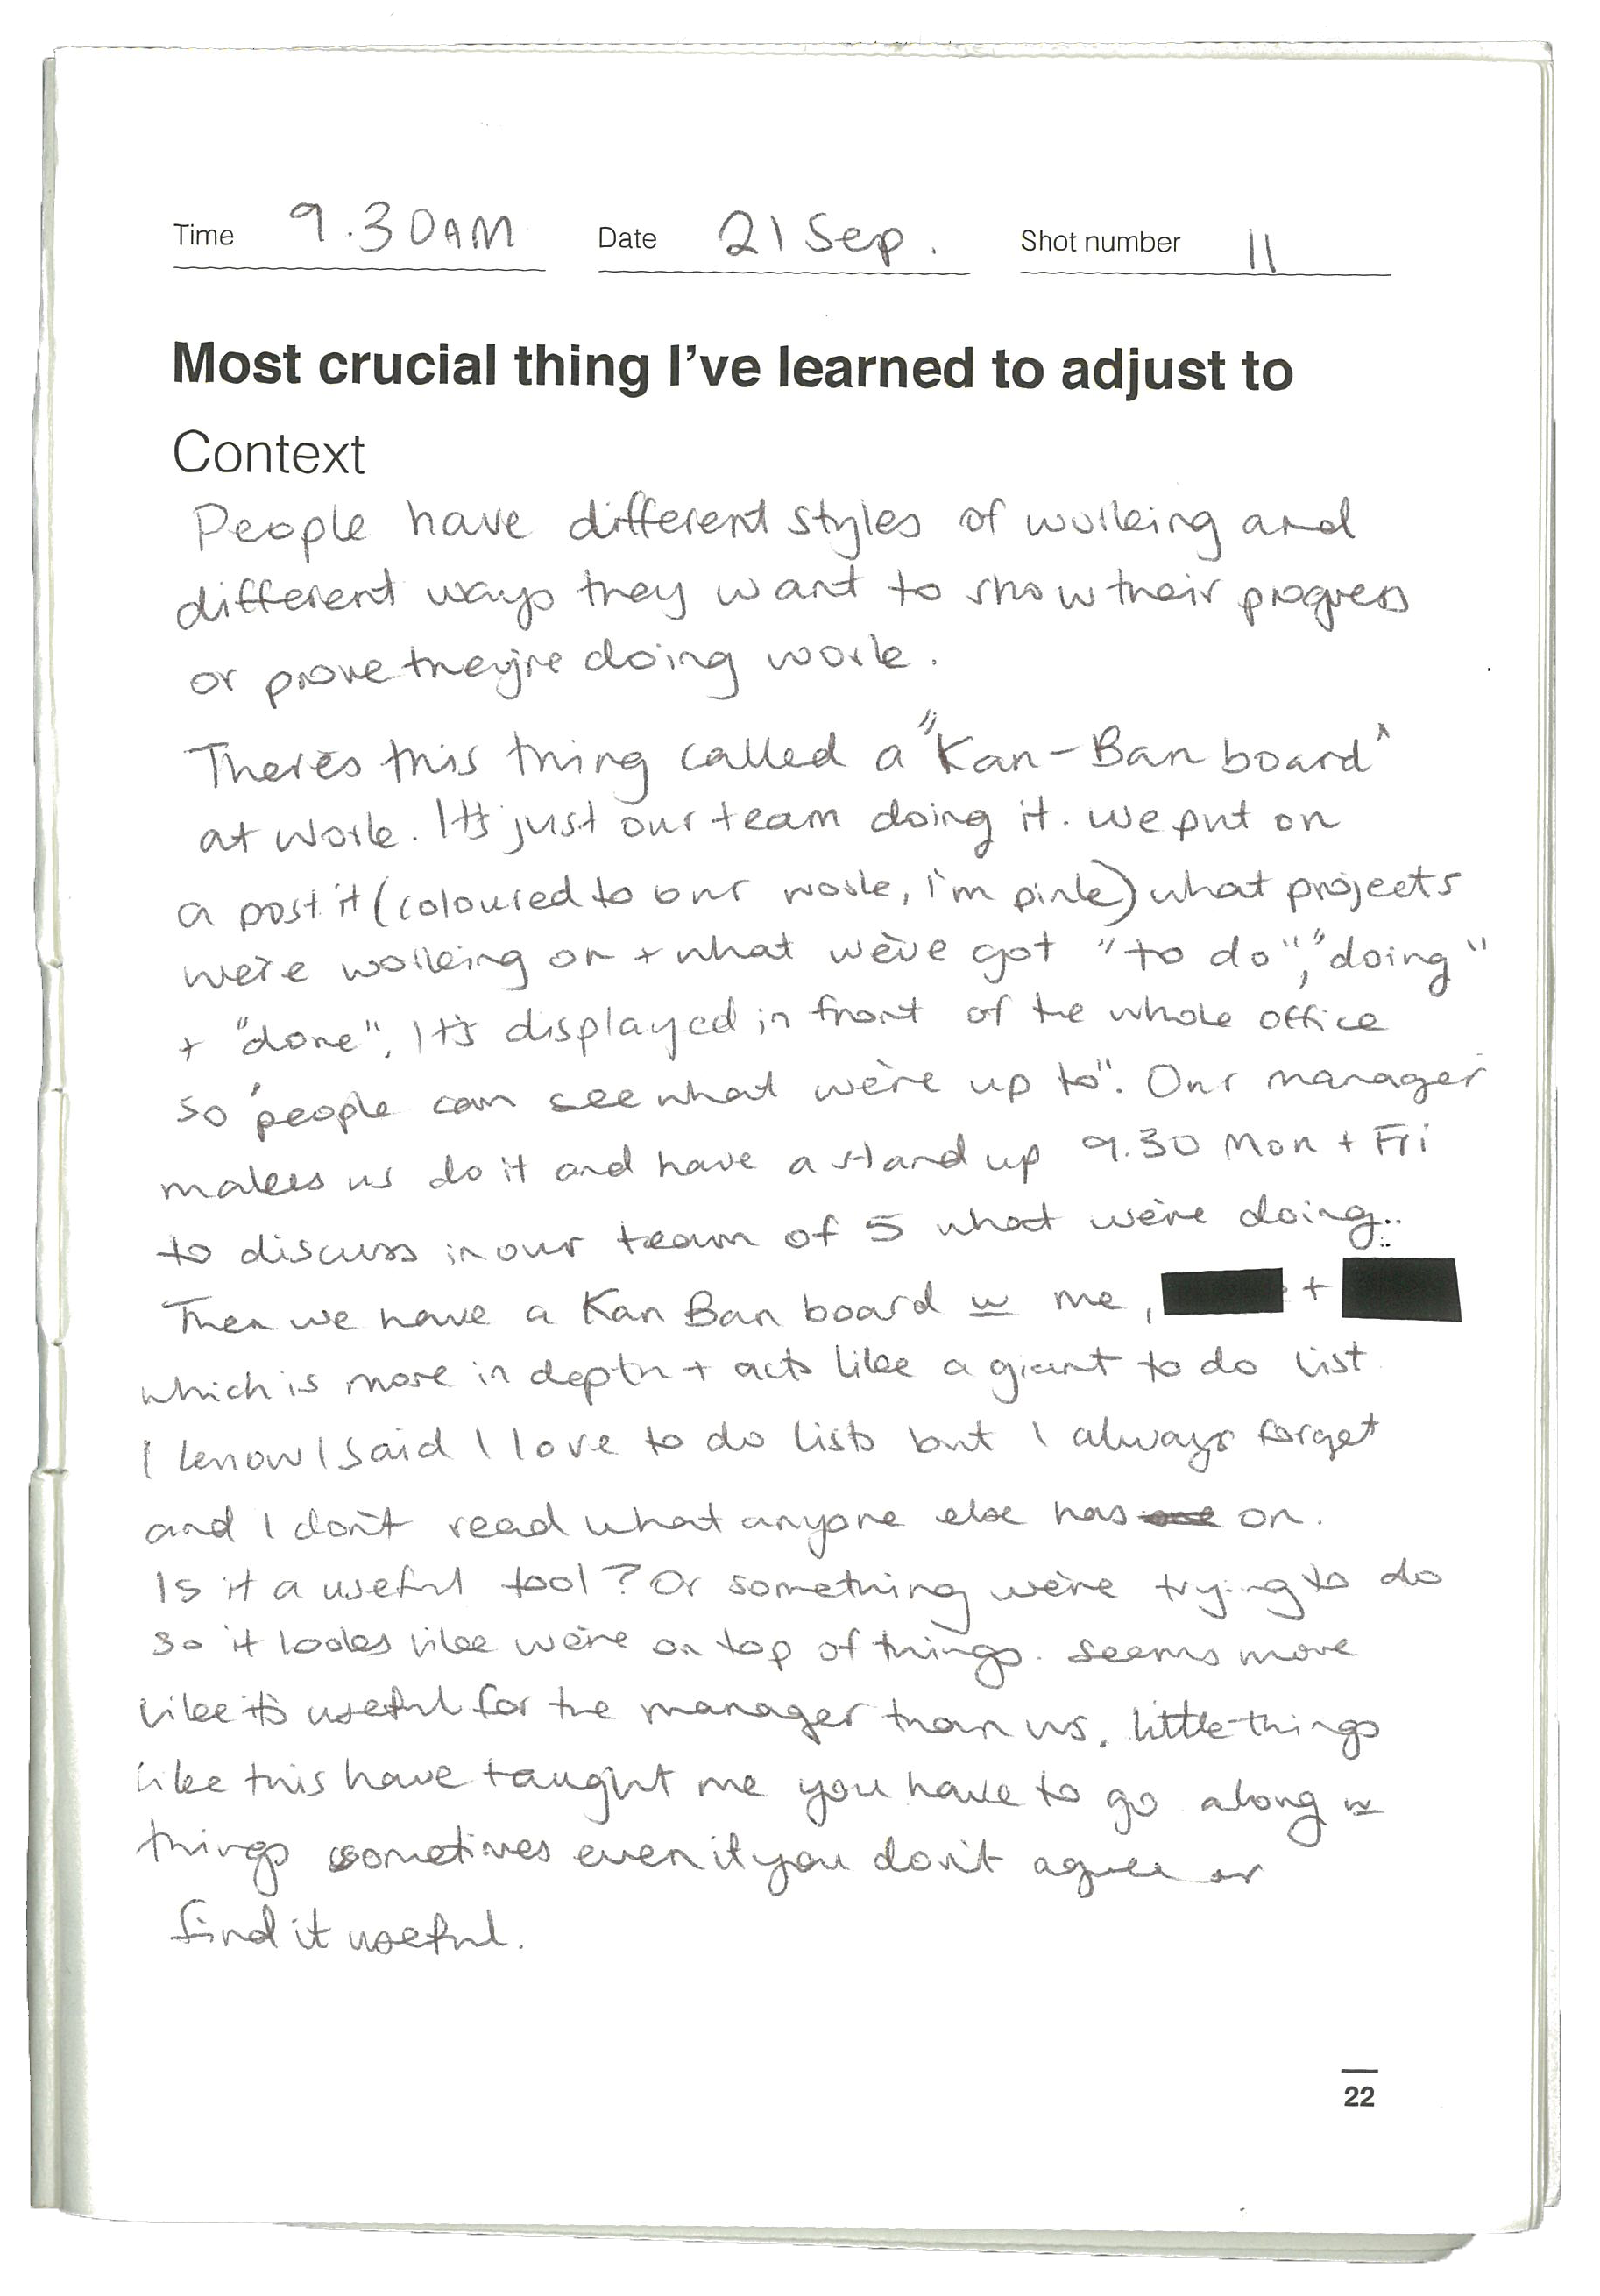 Time 9.30AM Date 21 Sep. Shot number 11
Most crucial thing I've learned to adjust to
Context
People have different styles of working and
different ways they want to show their progress
or prove they're doing work.
There's this thing called a "Kan-Ban board"
at work. It's just our team doing it. We put on
a post it (coloured to our work, I'm pink) what projects
we're working on + what we've got "to do", "doing"
+ "done". It's displayed in front of the whole office
so "people can see what we're up to". Our manager
makes us do it and have a stand up 9.30 Mon + Fri
to discuss in our team of 5 what we're doing..
Then we have a Kan Ban board w me, +
which is more in depth + acts like a giant to do list
I know I said I love to do lists but I always forget
and I don't read what anyone else has on.
Is it a useful tool? Or something we're trying to do
so it looks like we're on top of things. Seems more
like it's useful for the manager than us. little things
like this have taught me you have to go along w
things sometimes even if you don't agree or
find it useful.
22